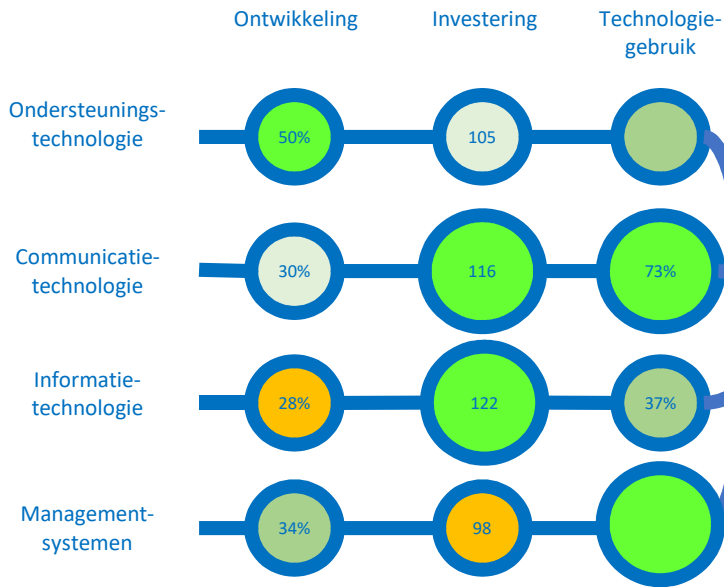 Ontwikkeling Investering Technologie-
gebruik
Ondersteunings-
technologie
50% 105
Communicatie-
technologie
30% 116 73%
Informatie-
technologie
28% 122 37%
Management-
systemen
34% 98